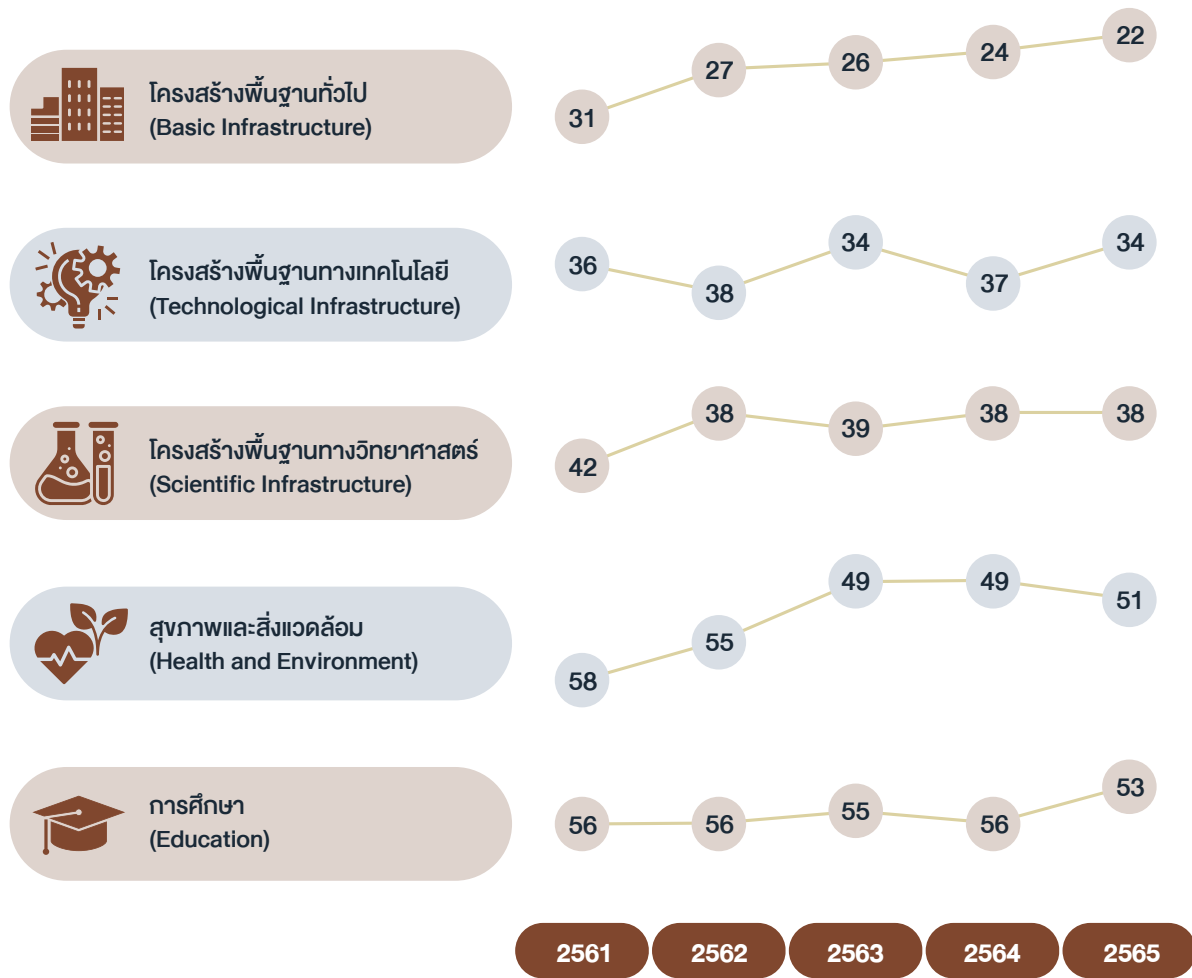 โครงสร้างพื้นฐานทั่วไป
(Basic Infrastructure)
31 27 26 24 22
โครงสร้างพื้นฐานทางเทคโนโลยี
(Technological Infrastructure)
36 38 34 37 34
โครงสร้างพื้นฐานทางวิทยาศาสตร์
(Scientific Infrastructure)
42 38 39 38 38
สุขภาพและสิ่งแวดล้อม
(Health and Environment)
58 55 49 49 51
การศึกษา
(Education)
56 56 55 56 53
2561 2562 2563 2564 2565